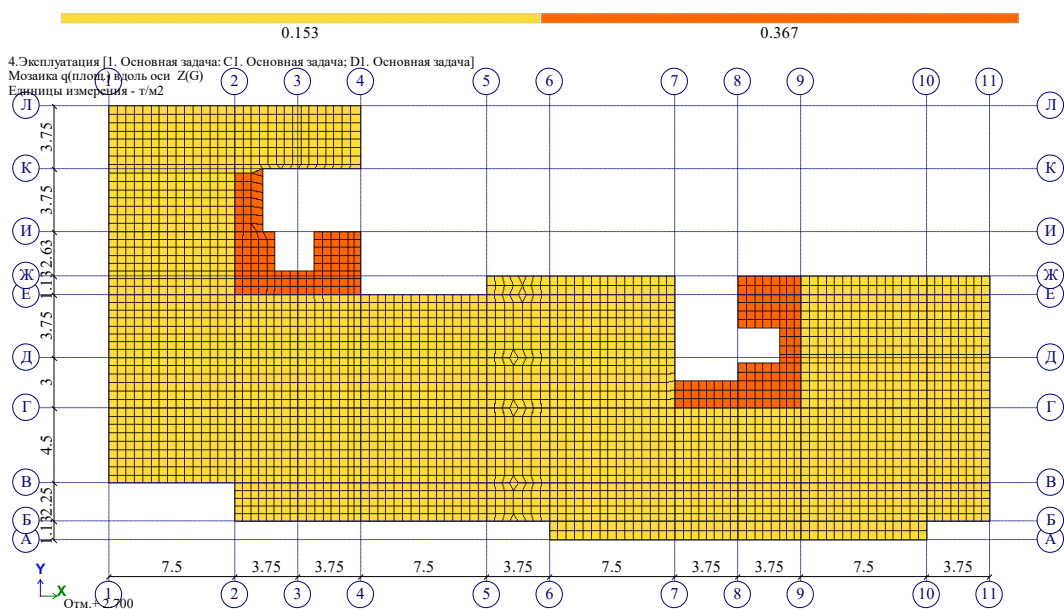 0.153 0.367
4.Эксплуатация [1. Основная задача: C1. Основная задача; D1. Основная задача]
Мозаика q(площ.) вдоль оси Z(G)
Единицы измерения - т/м2
1 2 3 4 5 6 7 8 9 10 11
Л Л
3.75
К К
3.75
И И
2.63
Ж Ж
1.13
Е Е
3.75
Д Д
3
Г Г
4.5
В В
2.25
Б Б
1.13
А А
7.5 3.75 3.75 7.5 3.75 7.5 3.75 3.75 7.5 3.75
Y
X
1 2 3 4 5 6 7 8 9 10 11
Отм.+ 2.700